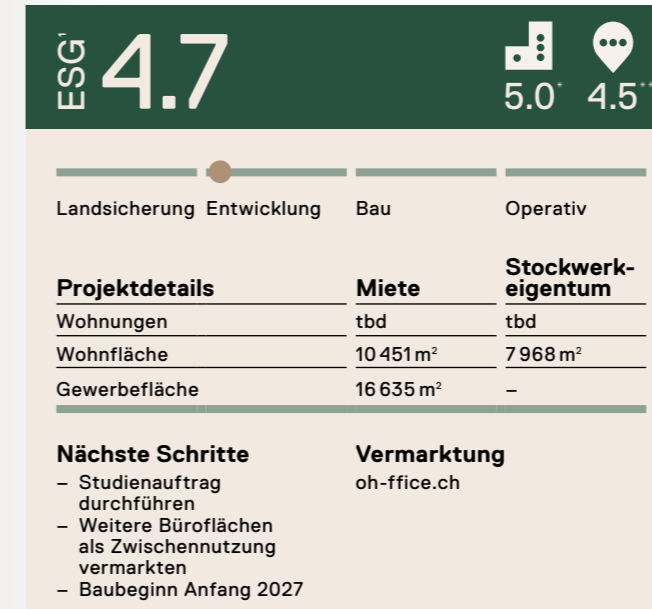 ESG¹ 4.7
5.0* 4.5**
Landsicherung Entwicklung Bau Operativ
Projektdetails Miete Stockwerk-
eigentum
Wohnungen tbd tbd
Wohnfläche 10 451 m² 7 968 m²
Gewerbefläche 16 635 m² –
Nächste Schritte
– Studienauftrag
durchführen
– Weitere Büroflächen
als Zwischennutzung
vermarkten
– Baubeginn Anfang 2027
Vermarktung
oh-ffice.ch